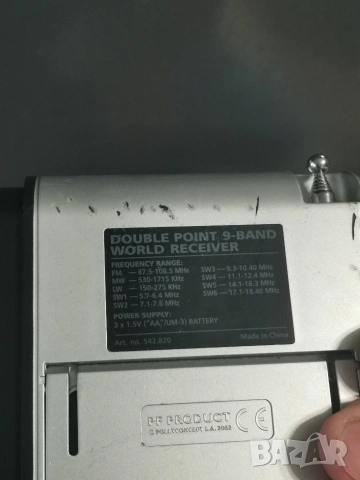 DOUBLE POINT 9-BAND
WORLD RECEIVER
FREQUENCY RANGE:
FM — 87.5-108.5 MHz
MW — 530-1715 KHz
LW — 150-275 KHz
SW1 — 5.7-6.4 MHz
SW2 — 7.1-7.6 MHz
SW3 — 9.3-10.40 MHz
SW4 — 11.1-12.4 MHz
SW5 — 14.1-16.3 MHz
SW6 — 17.1-18.40 MHz
POWER SUPPLY:
3 x 1.5V ("AA,"/UM-3) BATTERY
Art. no. 542.820
Made in China
PF PRODUCT
© POLLYCONCEPT S.A. 2002
CE
BAZAR